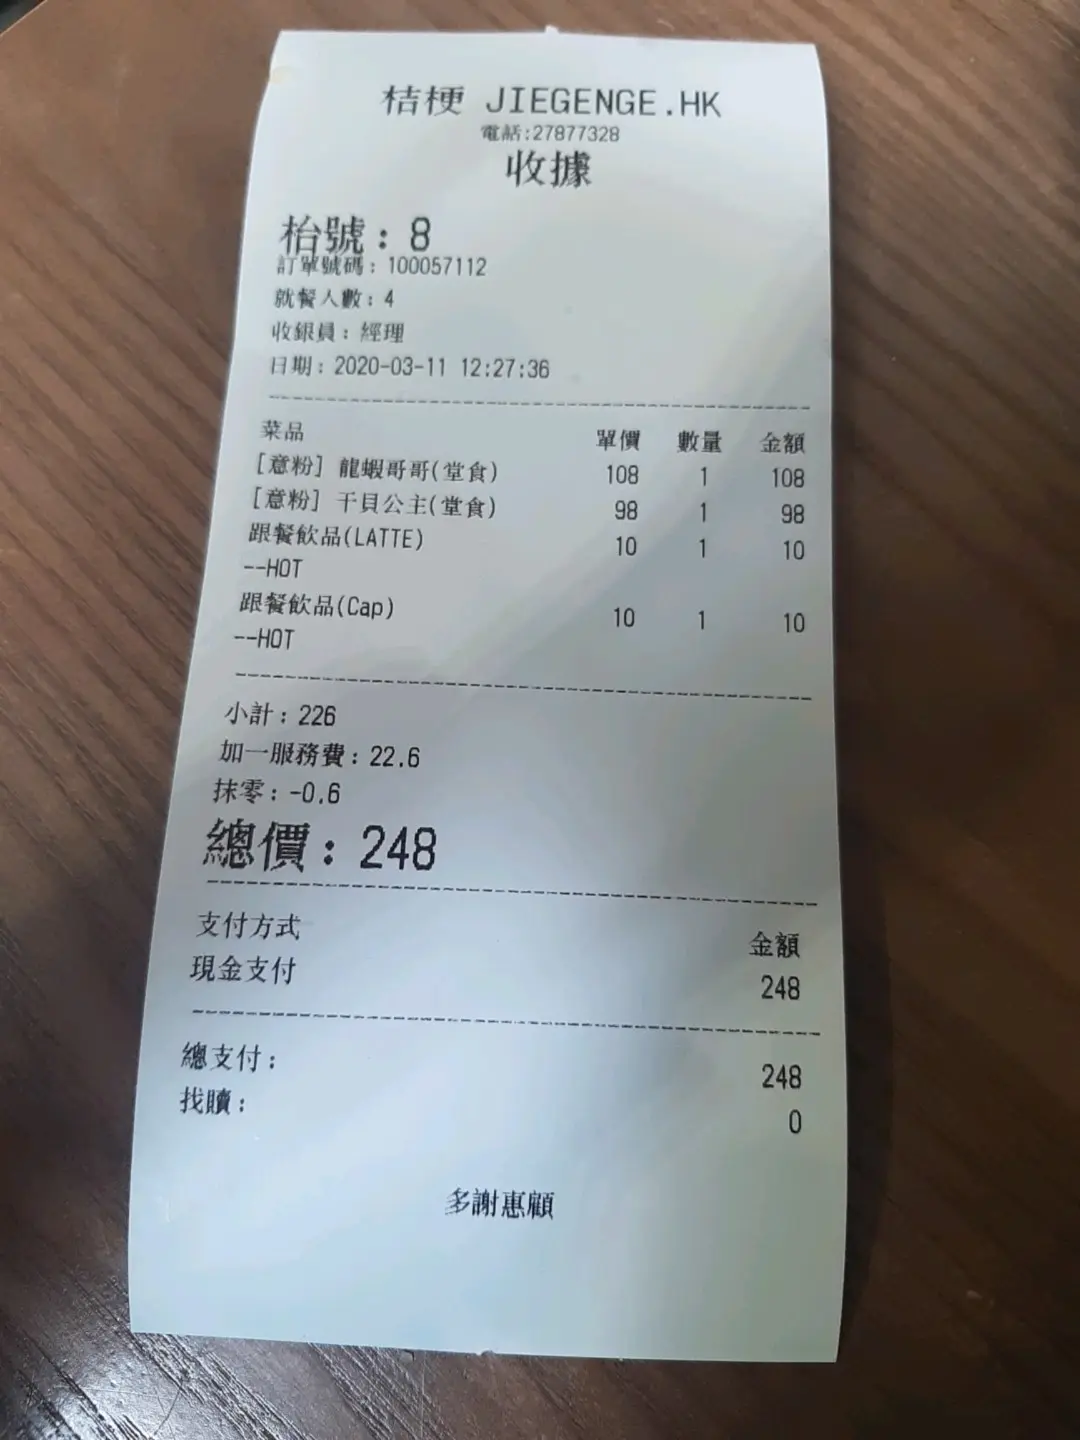 桔梗 JIEGENGE.HK
電話:27877328
收據
枱號: 8
訂單號碼: 100057112
就餐人數: 4
收銀員: 經理
日期: 2020-03-11 12:27:36
菜品 單價 數量 金額
[意粉] 龍蝦哥哥(堂食) 108 1 108
[意粉] 干貝公主(堂食) 98 1 98
跟餐飲品(LATTE) 10 1 10
--HOT
跟餐飲品(Cap) 10 1 10
--HOT
小計: 226
加一服務費: 22.6
抹零: -0.6
總價: 248
支付方式 金額
現金支付 248
總支付: 248
找贖: 0
多謝惠顧